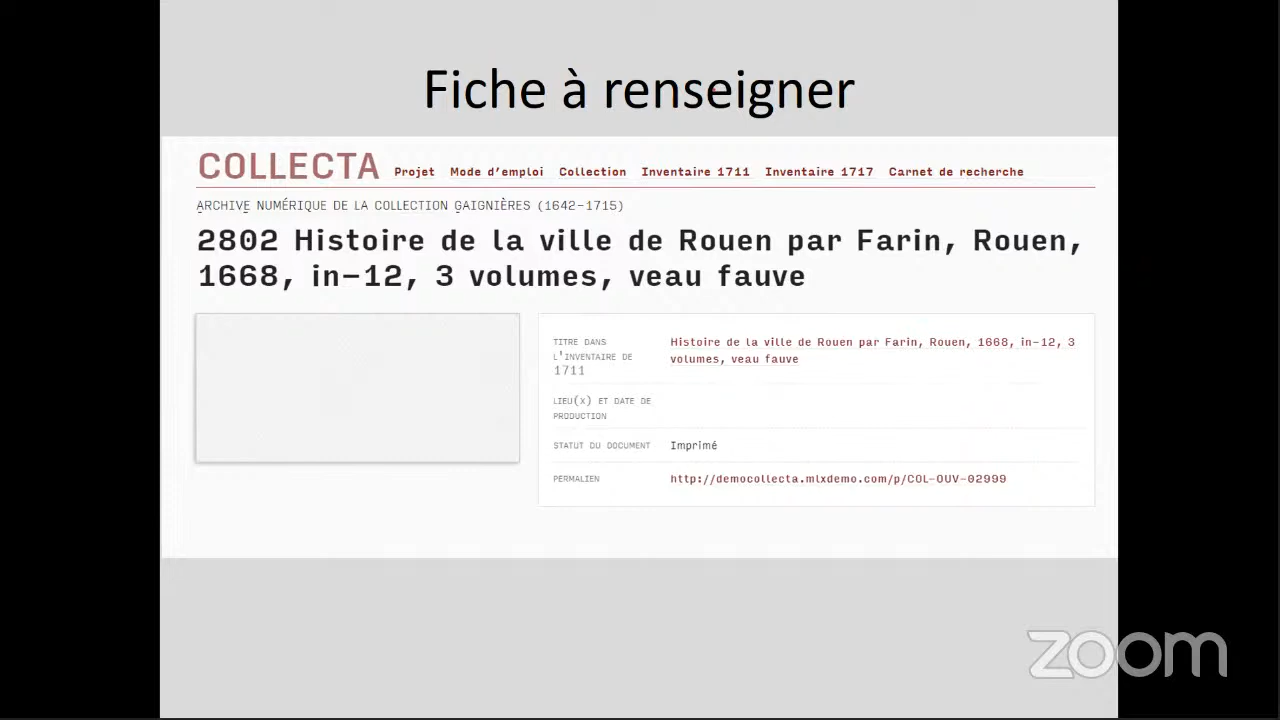 Fiche à renseigner
COLLECTA Projet Mode d'emploi Collection Inventaire 1711 Inventaire 1717 Carnet de recherche
ARCHIVE NUMÉRIQUE DE LA COLLECTION GAIGNIÈRES (1642-1715)
2802 Histoire de la ville de Rouen par Farin, Rouen,
1668, in-12, 3 volumes, veau fauve
TITRE DANS
L'INVENTAIRE DE
1711
Histoire de la ville de Rouen par Farin, Rouen, 1668, in-12, 3
volumes, veau fauve
LIEU(X) ET DATE DE
PRODUCTION
STATUT DU DOCUMENT Imprimé
PERMALIEN http://democollecta.mlxdemo.com/p/COL-OUV-02999
zoom